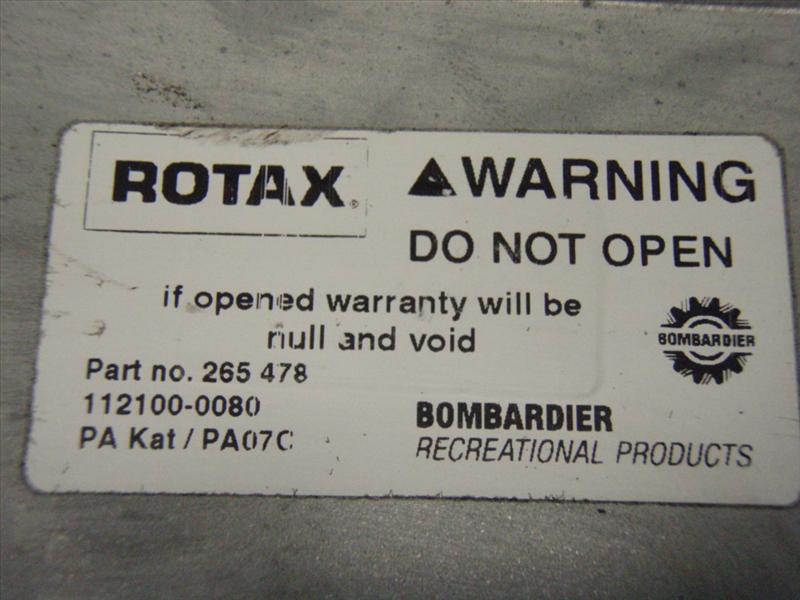 ROTAX®
WARNING
DO NOT OPEN
if opened warranty will be
null and void
BOMBARDIER
Part no. 265 478
112100-0080
PA Kat / PA07C
BOMBARDIER
RECREATIONAL PRODUCTS